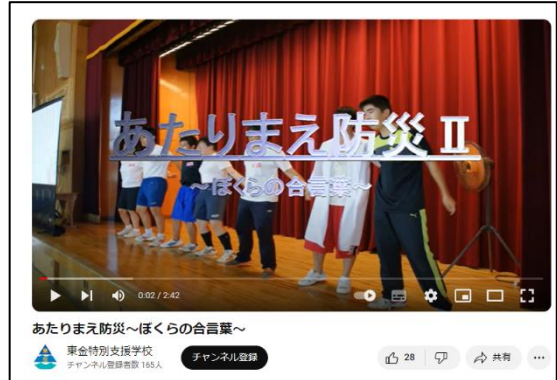 あたりまえ防災Ⅱ
～ぼくらの合言葉～
0:02 / 2:42
あたりまえ防災～ぼくらの合言葉～
東金特別支援学校
チャンネル登録者数 165人
チャンネル登録
28
共有